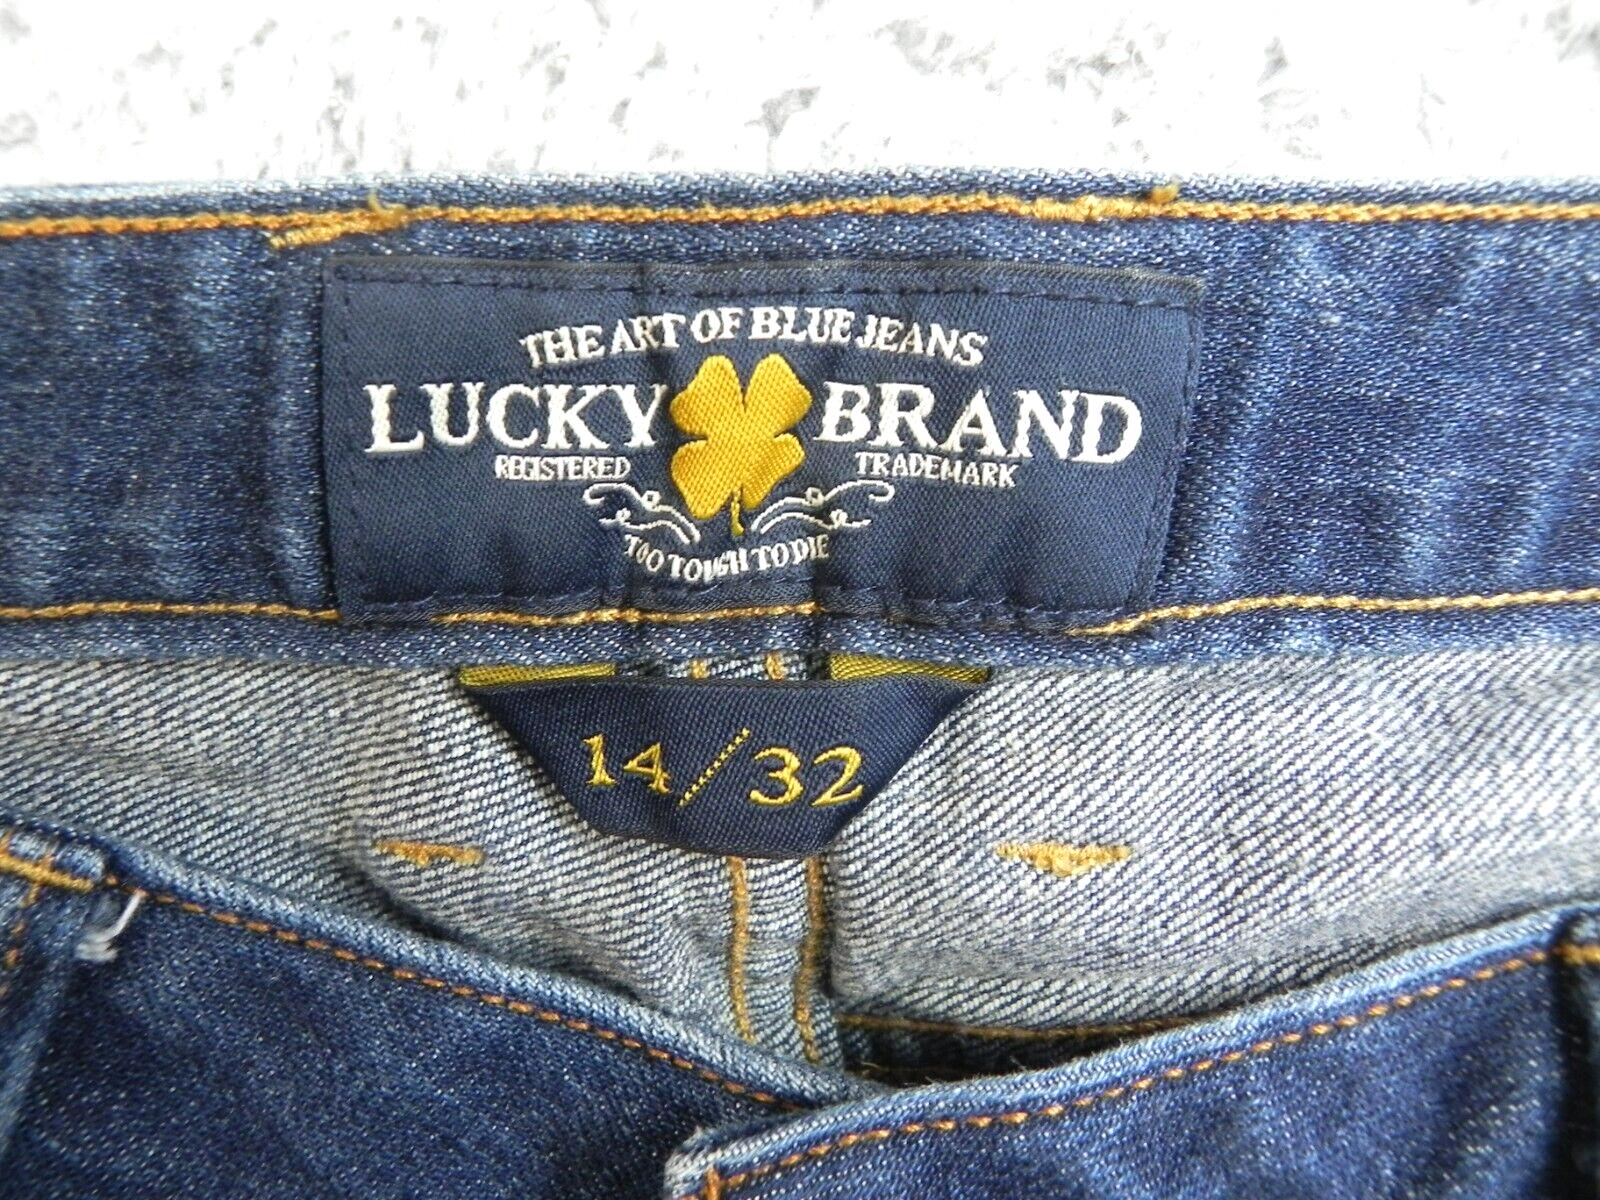 THE ART OF BLUE JEANS
LUCKY BRAND
REGISTERED TRADEMARK
TOO TOUGH TO DIE
14/32